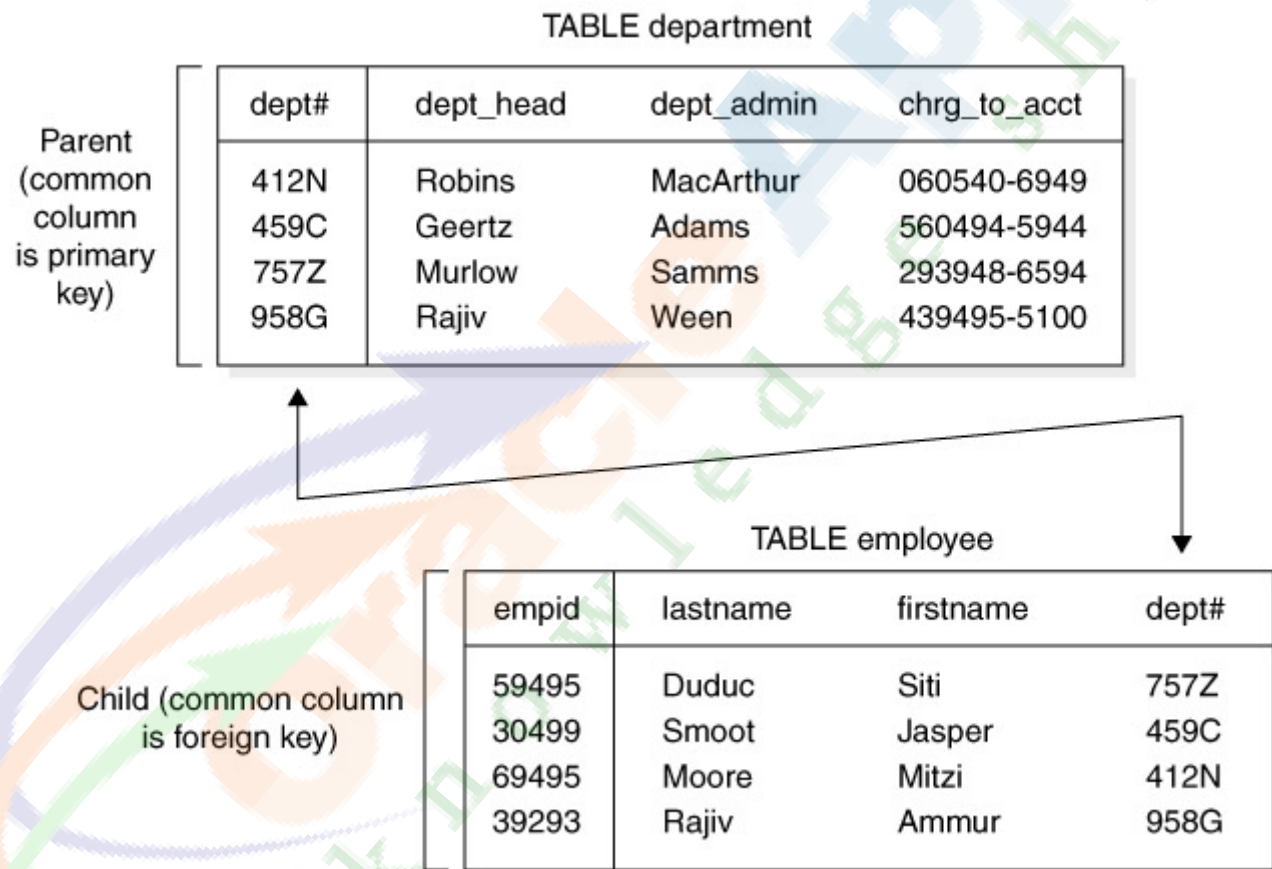 TABLE department
Parent
(common
column
is primary
key)
dept# dept_head dept_admin chrg_to_acct
412N Robins MacArthur 060540-6949
459C Geertz Adams 560494-5944
757Z Murlow Samms 293948-6594
958G Rajiv Ween 439495-5100
TABLE employee
Child (common column
is foreign key)
empid lastname firstname dept#
59495 Duduc Siti 757Z
30499 Smoot Jasper 459C
69495 Moore Mitzi 412N
39293 Rajiv Ammur 958G